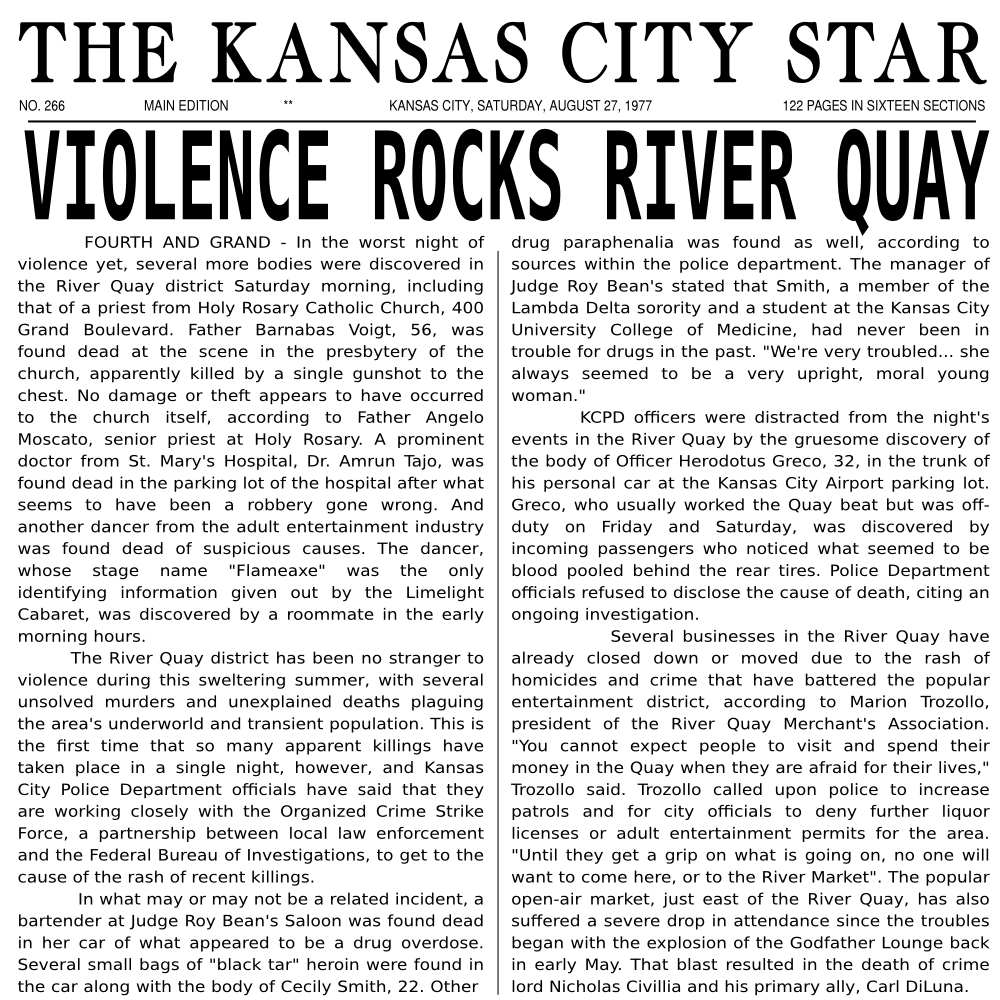 THE KANSAS CITY STAR
NO. 266 MAIN EDITION ** KANSAS CITY, SATURDAY, AUGUST 27, 1977 122 PAGES IN SIXTEEN SECTIONS
VIOLENCE ROCKS RIVER QUAY
FOURTH AND GRAND - In the worst night of
violence yet, several more bodies were discovered in
the River Quay district Saturday morning, including
that of a priest from Holy Rosary Catholic Church, 400
Grand Boulevard. Father Barnabas Voigt, 56, was
found dead at the scene in the presbytery of the
church, apparently killed by a single gunshot to the
chest. No damage or theft appears to have occurred
to the church itself, according to Father Angelo
Moscato, senior priest at Holy Rosary. A prominent
doctor from St. Mary's Hospital, Dr. Amrun Tajo, was
found dead in the parking lot of the hospital after what
seems to have been a robbery gone wrong. And
another dancer from the adult entertainment industry
was found dead of suspicious causes. The dancer,
whose stage name "Flameaxe" was the only
identifying information given out by the Limelight
Cabaret, was discovered by a roommate in the early
morning hours.
The River Quay district has been no stranger to
violence during this sweltering summer, with several
unsolved murders and unexplained deaths plaguing
the area's underworld and transient population. This is
the first time that so many apparent killings have
taken place in a single night, however, and Kansas
City Police Department officials have said that they
are working closely with the Organized Crime Strike
Force, a partnership between local law enforcement
and the Federal Bureau of Investigations, to get to the
cause of the rash of recent killings.
In what may or may not be a related incident, a
bartender at Judge Roy Bean's Saloon was found dead
in her car of what appeared to be a drug overdose.
Several small bags of "black tar" heroin were found in
the car along with the body of Cecily Smith, 22. Other
drug paraphenalia was found as well, according to
sources within the police department. The manager of
Judge Roy Bean's stated that Smith, a member of the
Lambda Delta sorority and a student at the Kansas City
University College of Medicine, had never been in
trouble for drugs in the past. "We're very troubled... she
always seemed to be a very upright, moral young
woman."
KCPD officers were distracted from the night's
events in the River Quay by the gruesome discovery of
the body of Officer Herodotus Greco, 32, in the trunk of
his personal car at the Kansas City Airport parking lot.
Greco, who usually worked the Quay beat but was off-
duty on Friday and Saturday, was discovered by
incoming passengers who noticed what seemed to be
blood pooled behind the rear tires. Police Department
officials refused to disclose the cause of death, citing an
ongoing investigation.
Several businesses in the River Quay have
already closed down or moved due to the rash of
homicides and crime that have battered the popular
entertainment district, according to Marion Trozollo,
president of the River Quay Merchant's Association.
"You cannot expect people to visit and spend their
money in the Quay when they are afraid for their lives,"
Trozollo said. Trozollo called upon police to increase
patrols and for city officials to deny further liquor
licenses or adult entertainment permits for the area.
"Until they get a grip on what is going on, no one will
want to come here, or to the River Market". The popular
open-air market, just east of the River Quay, has also
suffered a severe drop in attendance since the troubles
began with the explosion of the Godfather Lounge back
in early May. That blast resulted in the death of crime
lord Nicholas Civillia and his primary ally, Carl DiLuna.